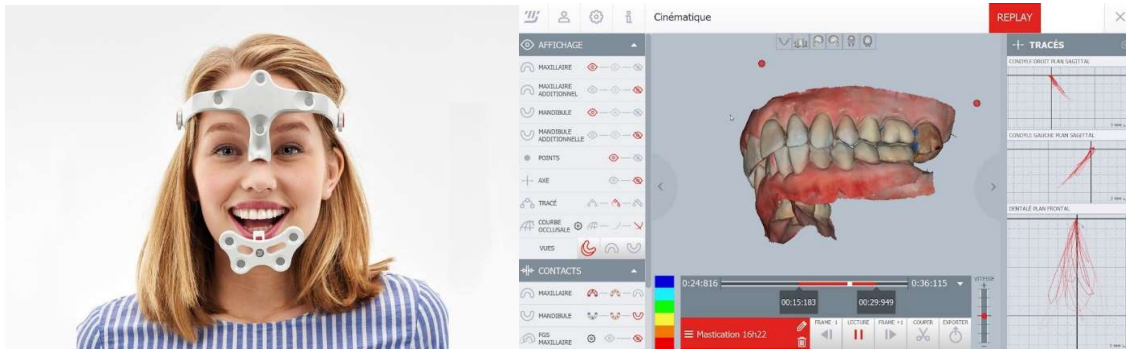 Cinématique
REPLAY
AFFICHAGE
MAXILLAIRE
MAXILLAIRE
ADDITIONNEL
MANDIBULE
MANDIBULE
ADDITIONNELLE
POINTS
AXE
TRACÉ
COURBE
OCCLUSALE
VUES
CONTACTS
MAXILLAIRE
MANDIBULE
FGS
MAXILLAIRE
0:24:816
0:36:115
00:15:183
00:29:949
Mastication 16h22
FRAME -1
LECTURE
FRAME +1
COUPER
EXPORTER
VITESSE
TRACÉS
CONDYLE DROIT PLAN SAGITTAL
CONDYLE GAUCHE PLAN SAGITTAL
DENTALE PLAN FRONTAL